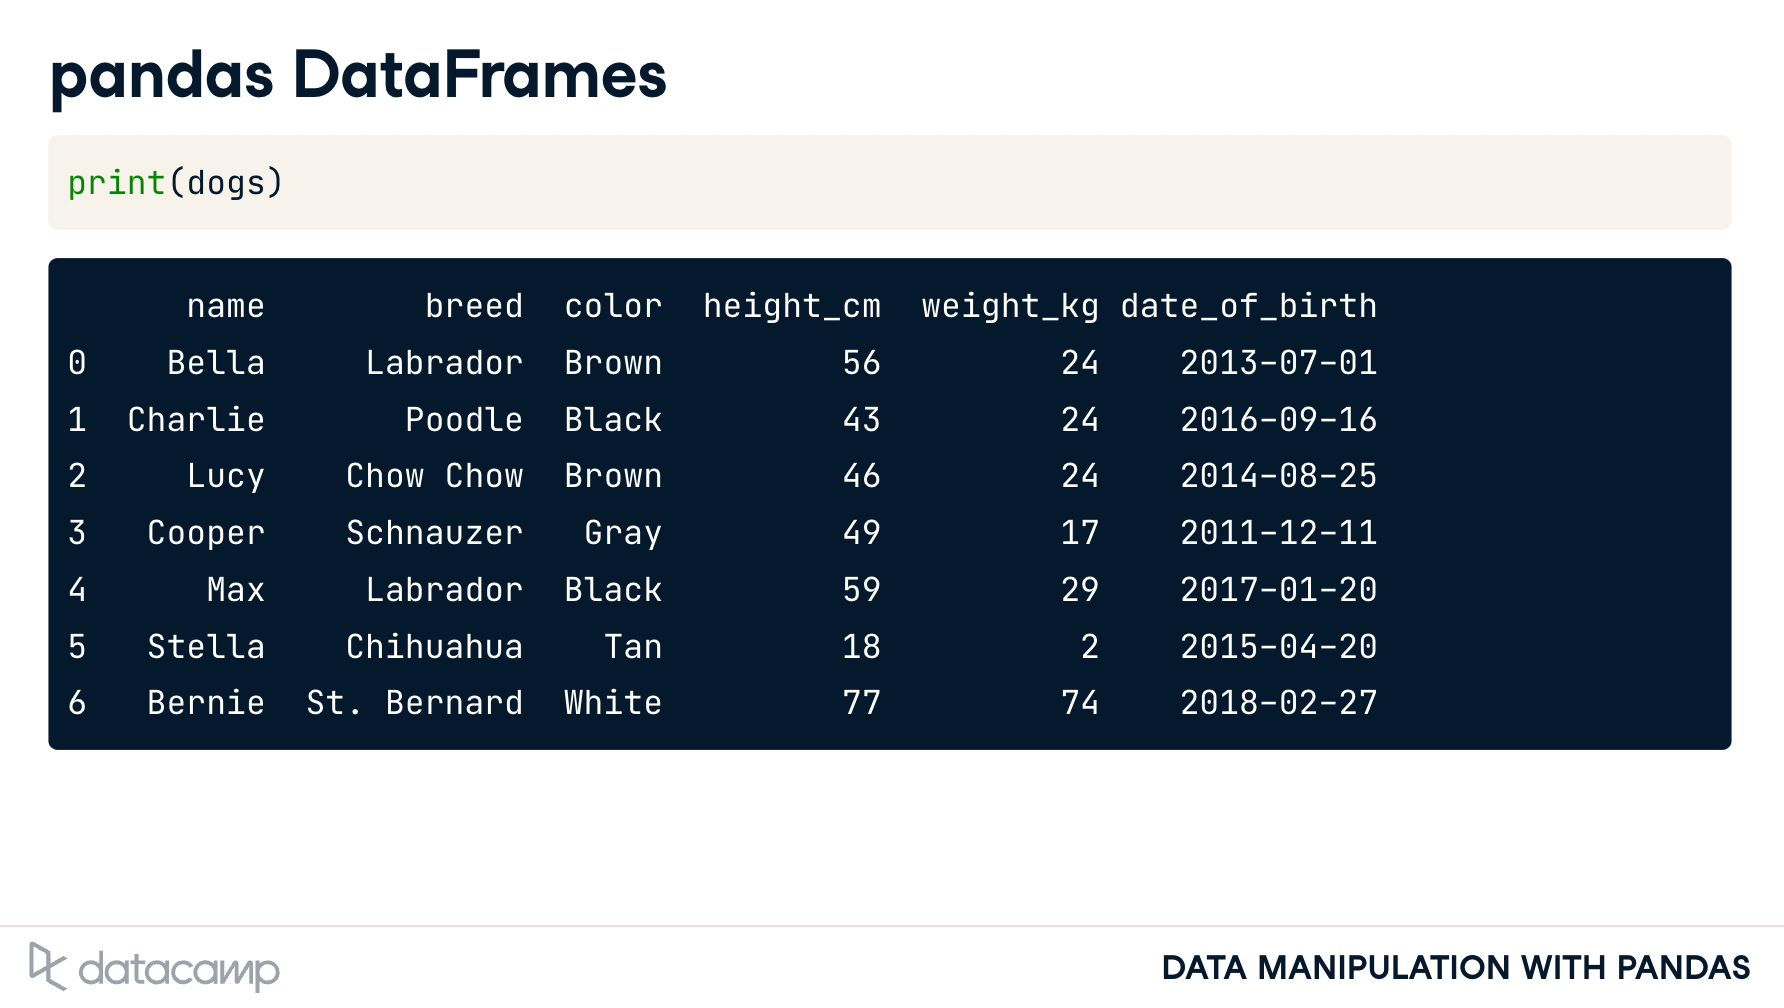 pandas DataFrames
print(dogs)
name breed color height_cm weight_kg date_of_birth
0 Bella Labrador Brown 56 24 2013-07-01
1 Charlie Poodle Black 43 24 2016-09-16
2 Lucy Chow Chow Brown 46 24 2014-08-25
3 Cooper Schnauzer Gray 49 17 2011-12-11
4 Max Labrador Black 59 29 2017-01-20
5 Stella Chihuahua Tan 18 2 2015-04-20
6 Bernie St. Bernard White 77 74 2018-02-27
datacamp
DATA MANIPULATION WITH PANDAS